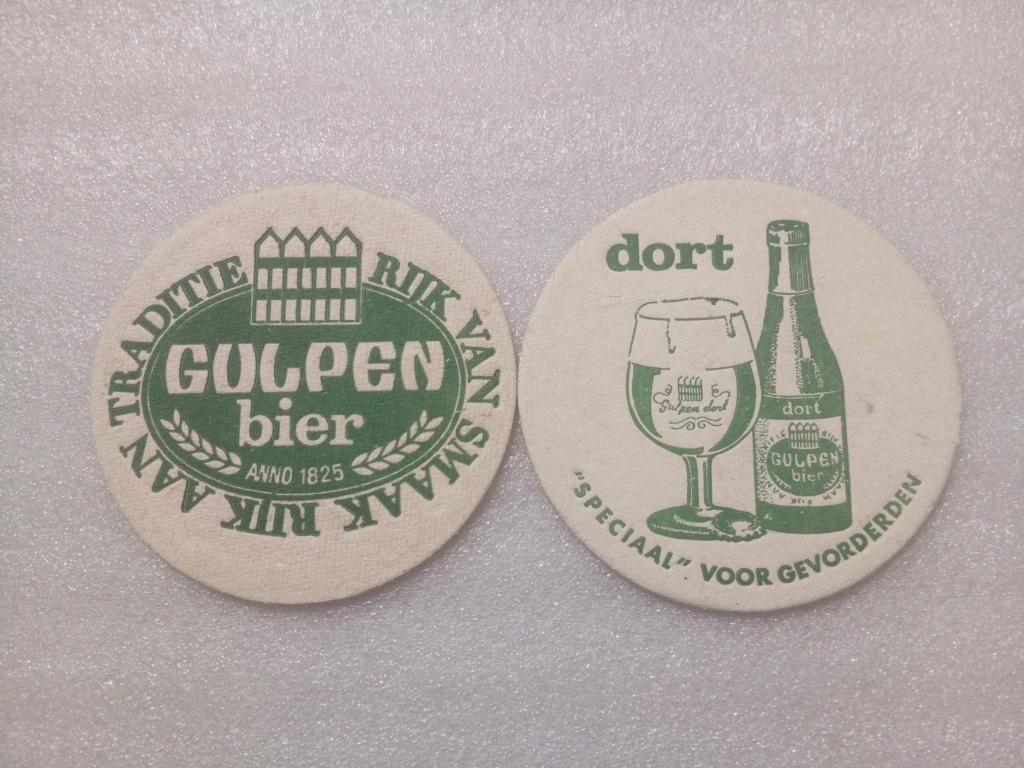 RIJK VAN SMAAK RIJK AAN TRADITIE
GULPEN
bier
ANNO 1825
dort
Gulpen dort
dort
GULPEN
bier
"SPECIAAL" VOOR GEVORDERDEN